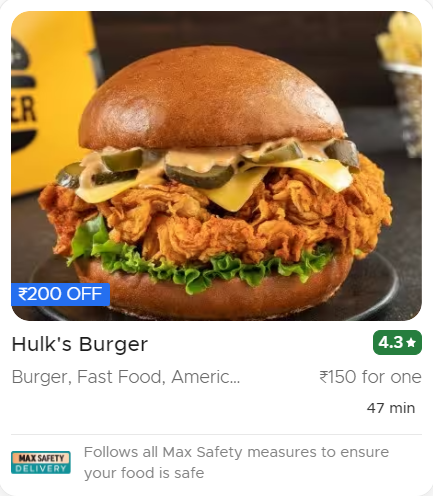 ER
₹200 OFF
Hulk's Burger
4.3★
Burger, Fast Food, Americ...
₹150 for one
47 min
MAX SAFETY
DELIVERY
Follows all Max Safety measures to ensure
your food is safe